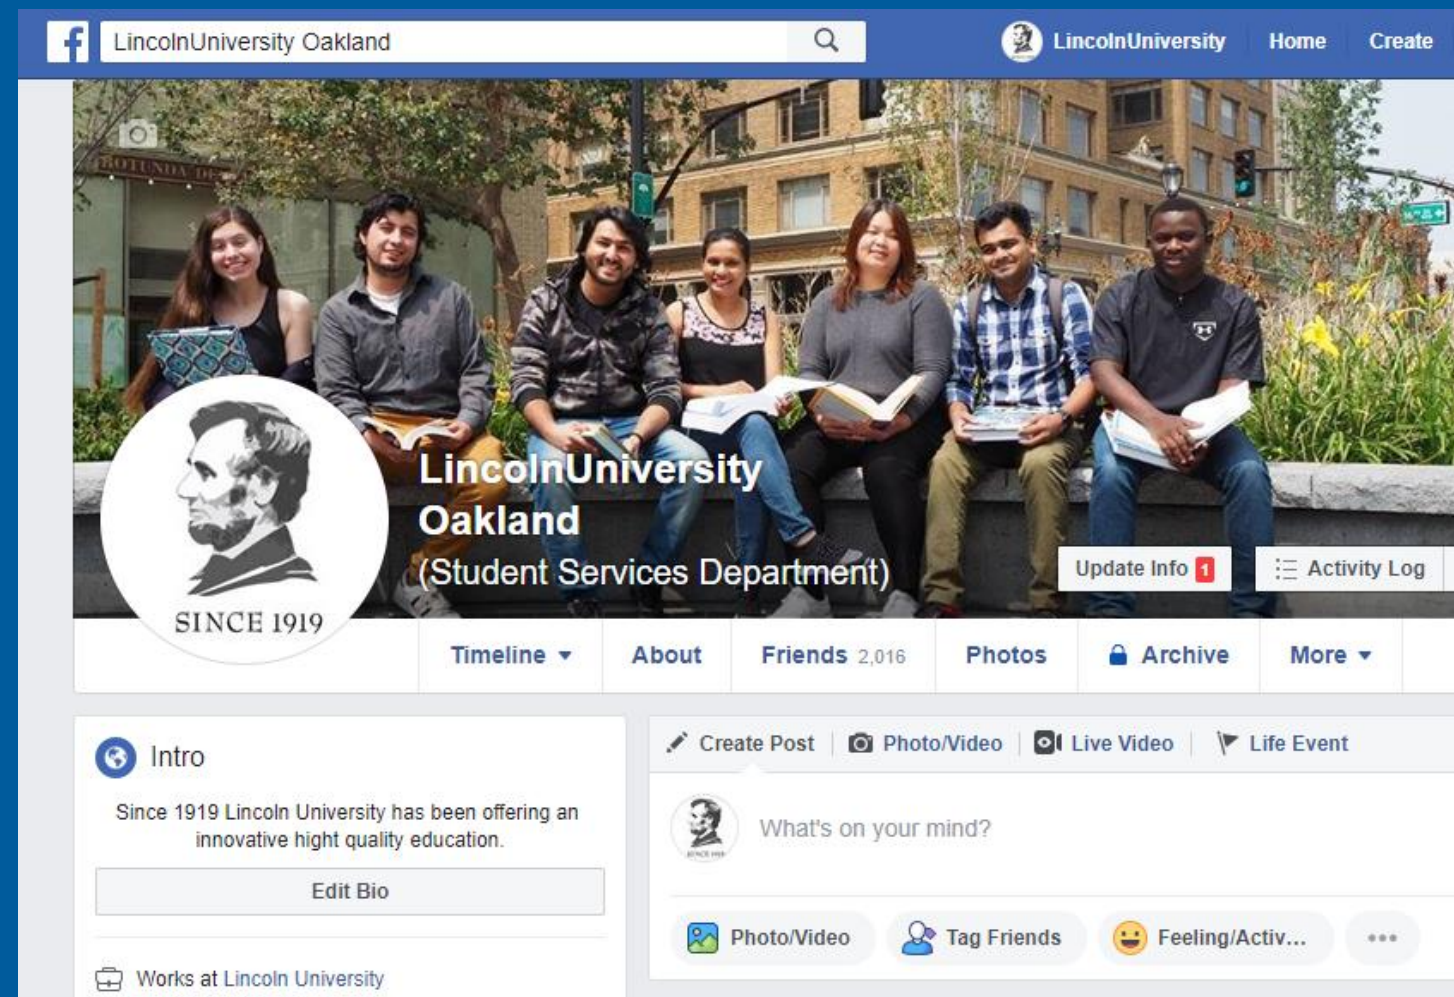 LincolnUniversity Oakland
LincolnUniversity Home Create
ROTUNDA
LincolnUniversity
Oakland
(Student Services Department)
Update Info 1 Activity Log
SINCE 1919
Timeline About Friends 2,016 Photos Archive More
Intro
Since 1919 Lincoln University has been offering an
innovative hight quality education.
Edit Bio
Works at Lincoln University
Create Post Photo/Video Live Video Life Event
What's on your mind?
Photo/Video Tag Friends Feeling/Activ...